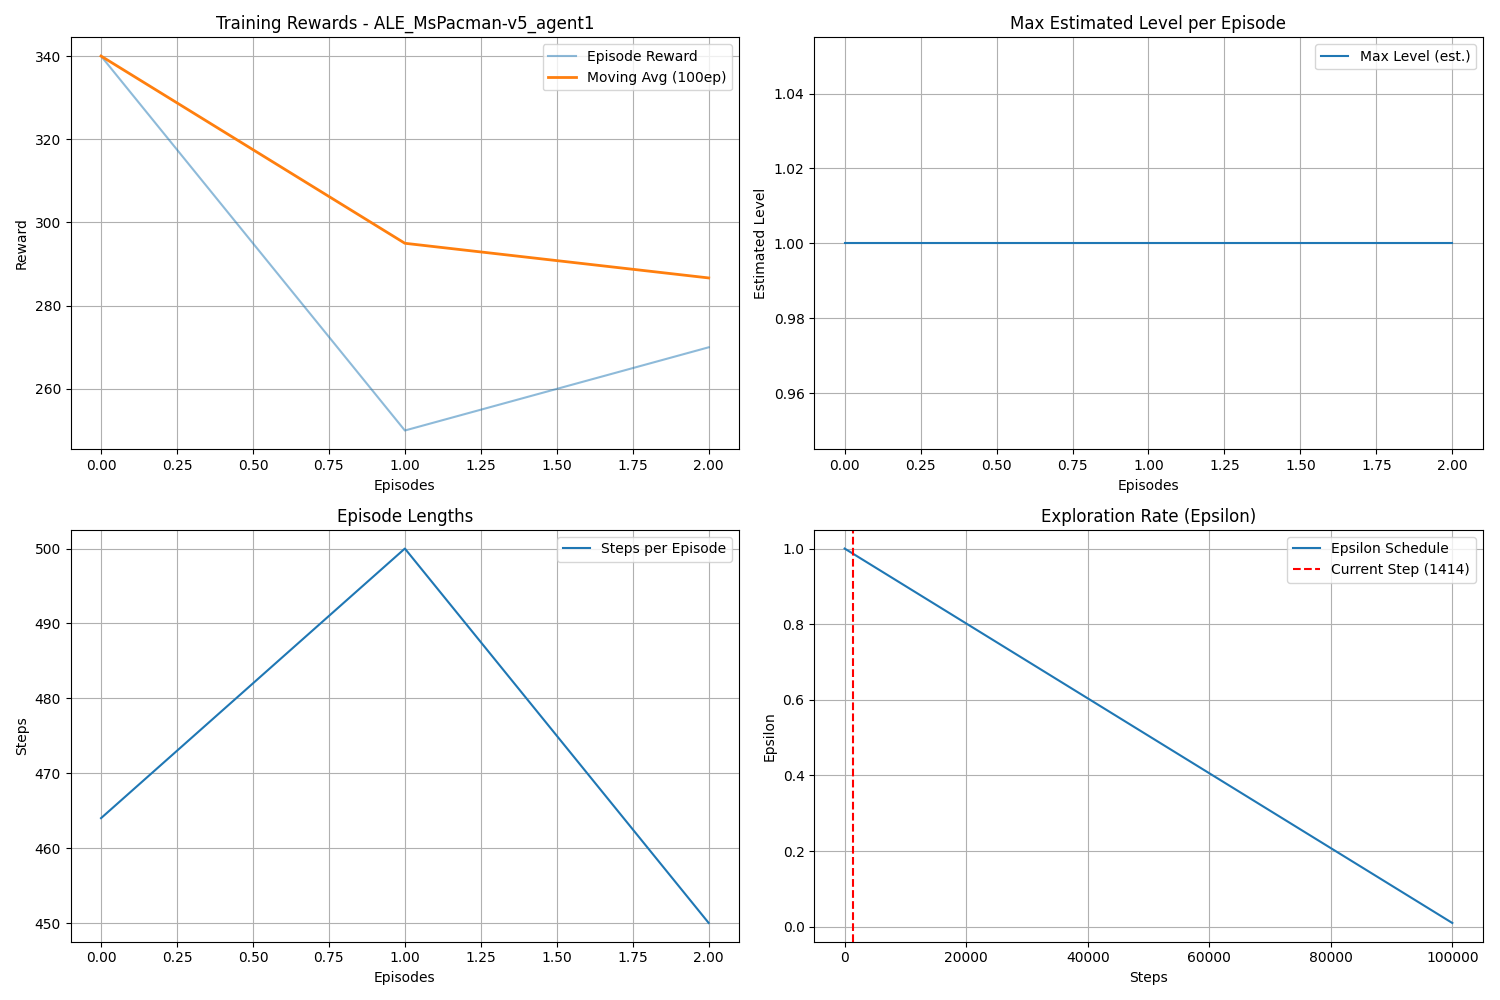 Training Rewards - ALE_MsPacman-v5_agent1
Episode Reward
Moving Avg (100ep)
340
320
300
280
260
Reward
0.00 0.25 0.50 0.75 1.00 1.25 1.50 1.75 2.00
Episodes
Max Estimated Level per Episode
Max Level (est.)
1.04
1.02
1.00
0.98
0.96
Estimated Level
0.00 0.25 0.50 0.75 1.00 1.25 1.50 1.75 2.00
Episodes
Episode Lengths
Steps per Episode
500
490
480
470
460
450
Steps
0.00 0.25 0.50 0.75 1.00 1.25 1.50 1.75 2.00
Episodes
Exploration Rate (Epsilon)
Epsilon Schedule
Current Step (1414)
1.0
0.8
0.6
0.4
0.2
0.0
Epsilon
0 20000 40000 60000 80000 100000
Steps